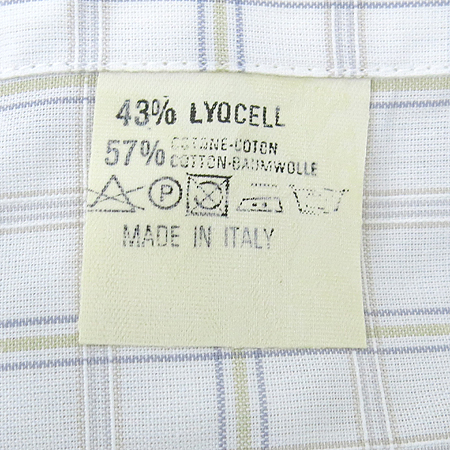 43% LYOCELL
57% COTONE-COTON
COTTON-BAUMWOLLE
P
MADE IN ITALY